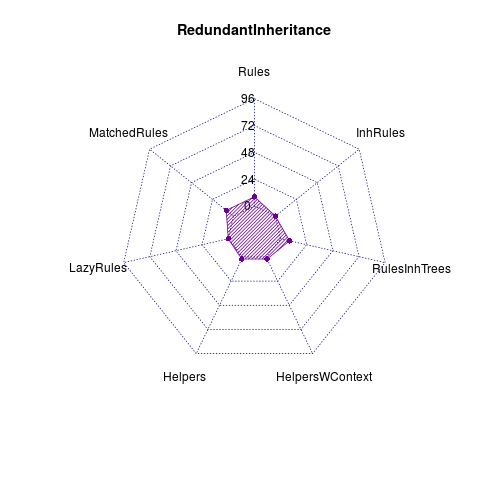 RedundantInheritance
Rules
96
MatchedRules
InhRules
72
48
24
0
LazyRules
RulesInhTrees
Helpers
HelpersWContext